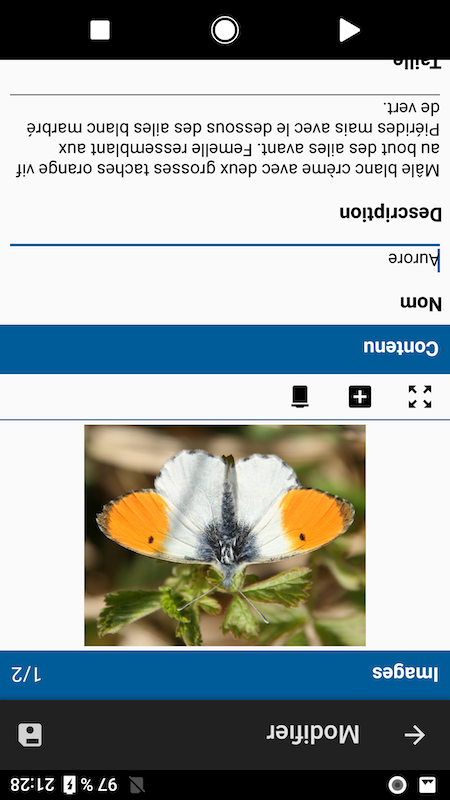 97 % 21:28
Modifier
Images 1/2
Contenu
Nom
Aurore
Description
Mâle blanc crème avec deux grosses taches orange vif
au bout des ailes avant. Femelle ressemblant aux
Piérides mais avec le dessous des ailes blanc marbré
de vert.
Taille